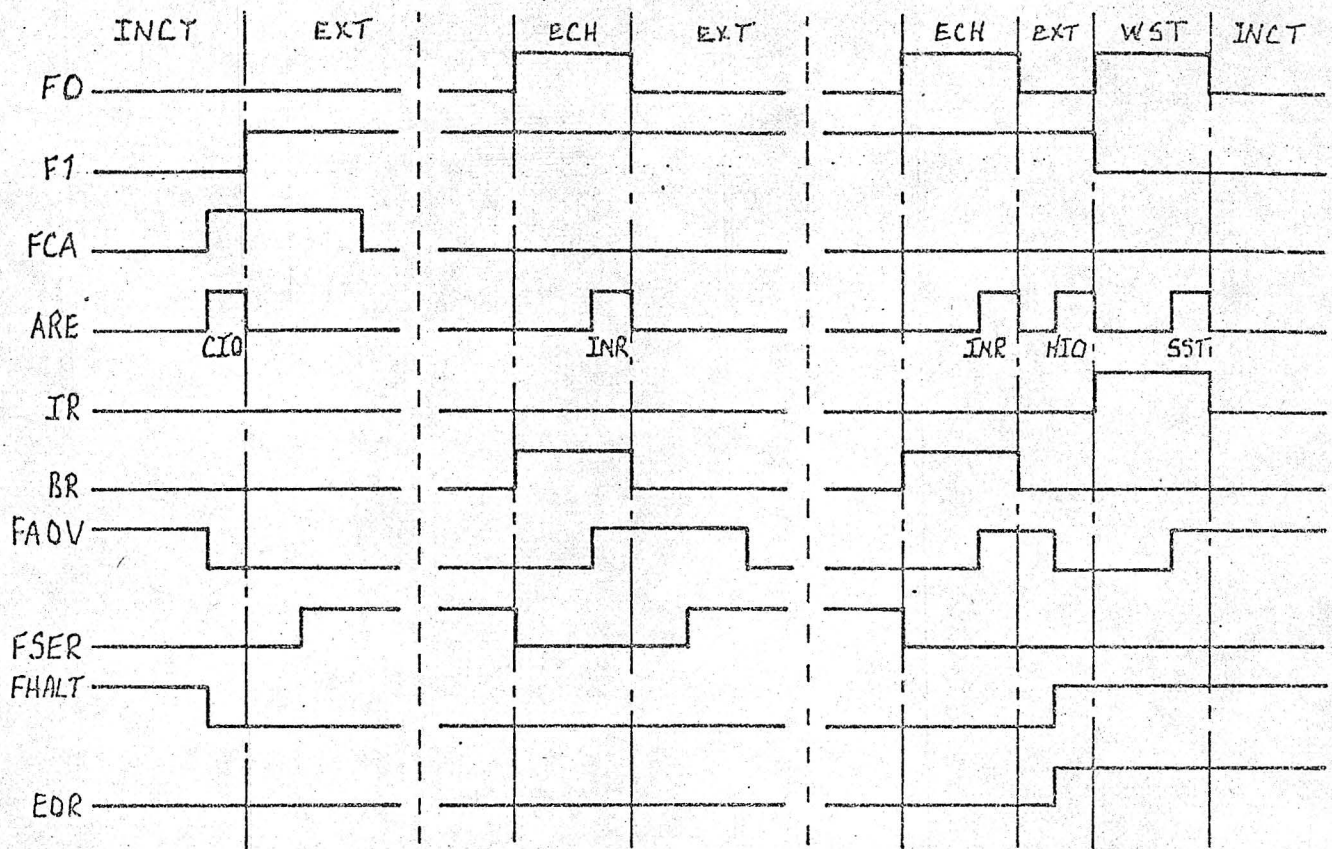 INCT EXT ECH EXT ECH EXT WST INCT
F0
F1
FCA
ARE
CIO INR INR HIO SST
IR
BR
FAOV
FSER
FHALT
EOR